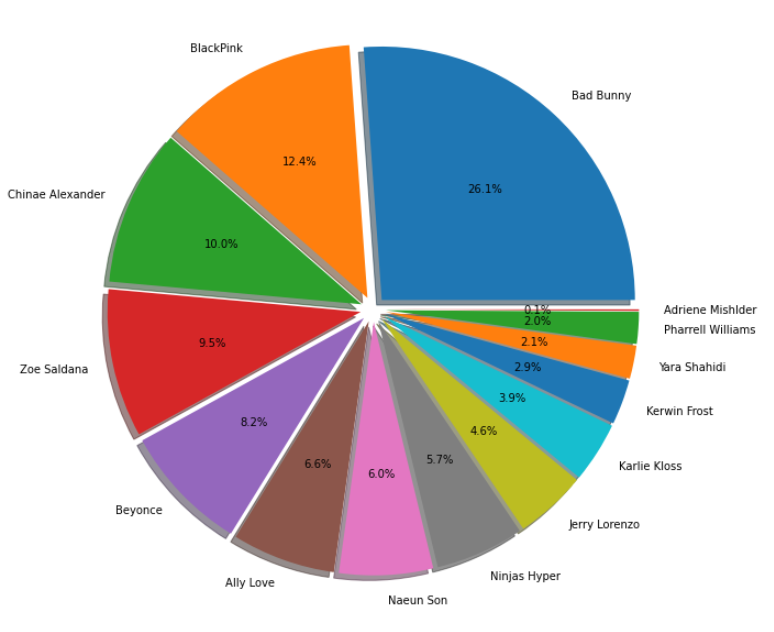 BlackPink
Bad Bunny
12.4%
26.1%
Chinae Alexander
10.0%
0.1%
Adriene Mishlder
2.0%
Pharrell Williams
9.5%
2.1%
Zoe Saldana
2.9%
Yara Shahidi
3.9%
Kerwin Frost
8.2%
4.6%
6.6%
6.0%
5.7%
Karlie Kloss
Beyonce
Jerry Lorenzo
Ally Love
Ninjas Hyper
Naeun Son